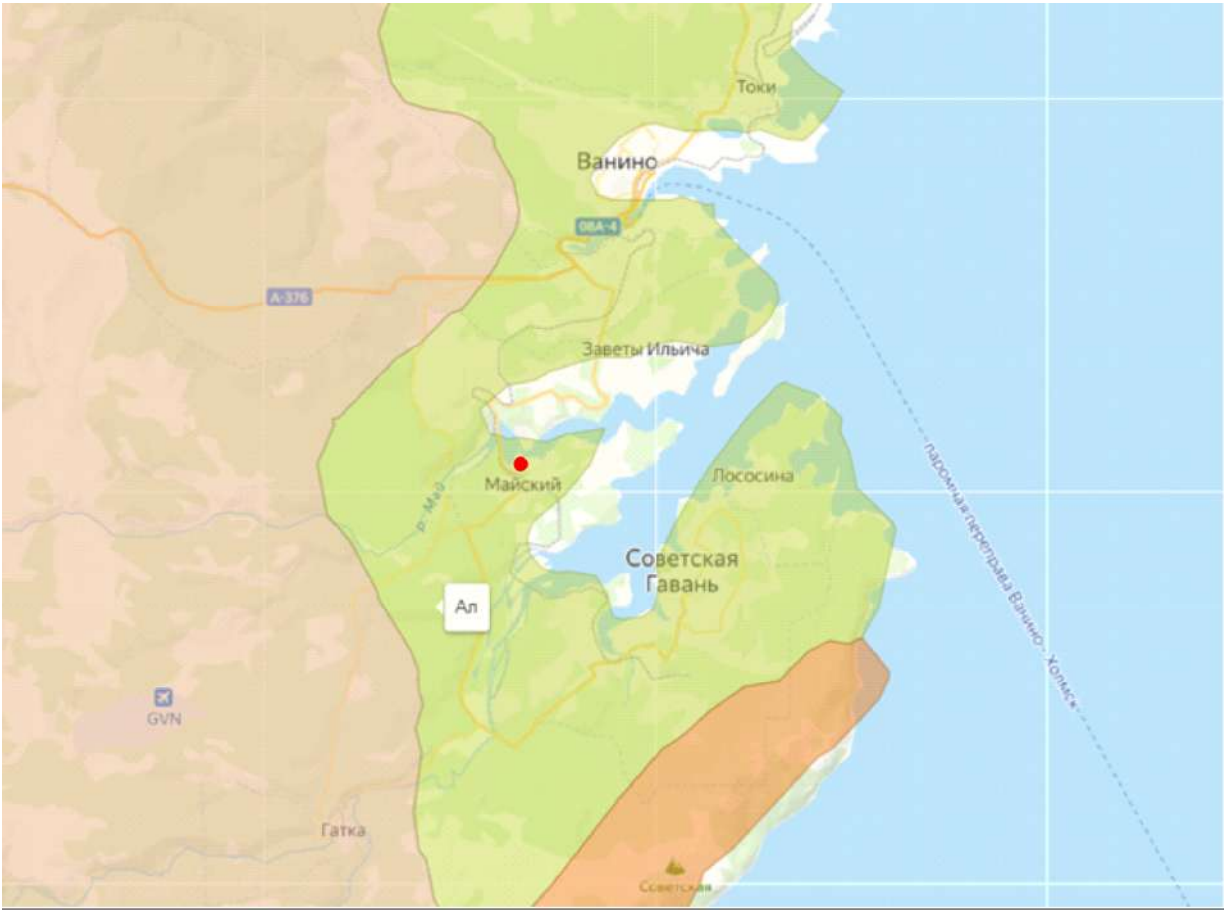 Токи
Ванино
08А-4
А-376
Заветы Ильича
Майский
р. Май
Лососина
Советская
Гавань
Ал
паромная переправа Ванино - Холмск
GVN
Гатка
Советская